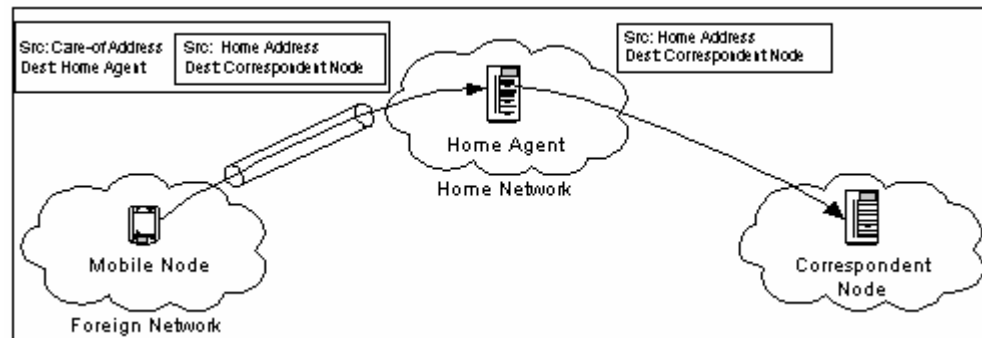 Src: Care-of Address
Dest: Home Agent
Src: Home Address
Dest: Correspondent Node
Src: Home Address
Dest: Correspondent Node
Home Agent
Home Network
Mobile Node
Foreign Network
Correspondent
Node